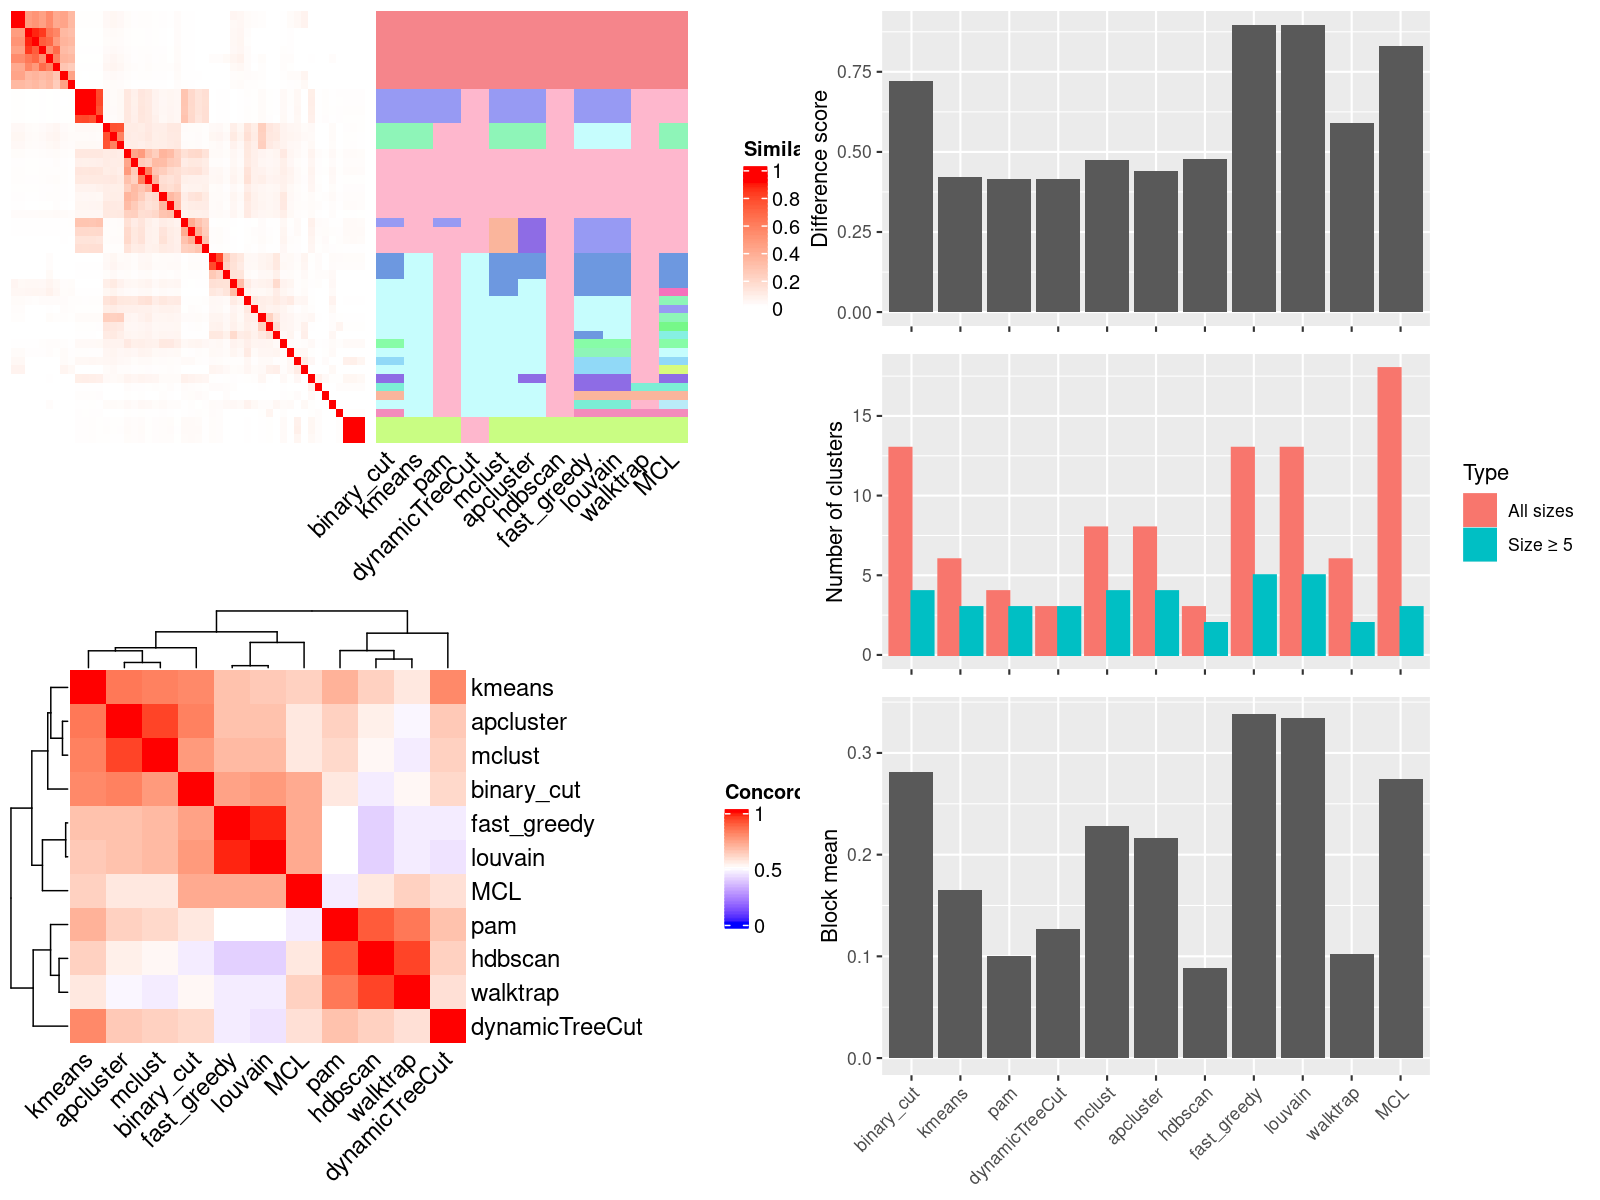 Simila
1
0.8
0.6
0.4
0.2
0
binary_cut
kmeans
pam
dynamicTreeCut
mclust
apcluster
hdbscan
fast_greedy
louvain
walktrap
MCL
Difference score
0.75
0.50
0.25
0.00
Number of clusters
15
10
5
0
Type
All sizes
Size ≥ 5
kmeans
apcluster
mclust
binary_cut
fast_greedy
louvain
MCL
pam
hdbscan
walktrap
dynamicTreeCut
kmeans
apcluster
mclust
binary_cut
fast_greedy
louvain
MCL
pam
hdbscan
walktrap
dynamicTreeCut
Concord
1
0.5
0
Block mean
0.3
0.2
0.1
0.0
binary_cut
kmeans
pam
dynamicTreeCut
mclust
apcluster
hdbscan
fast_greedy
louvain
walktrap
MCL